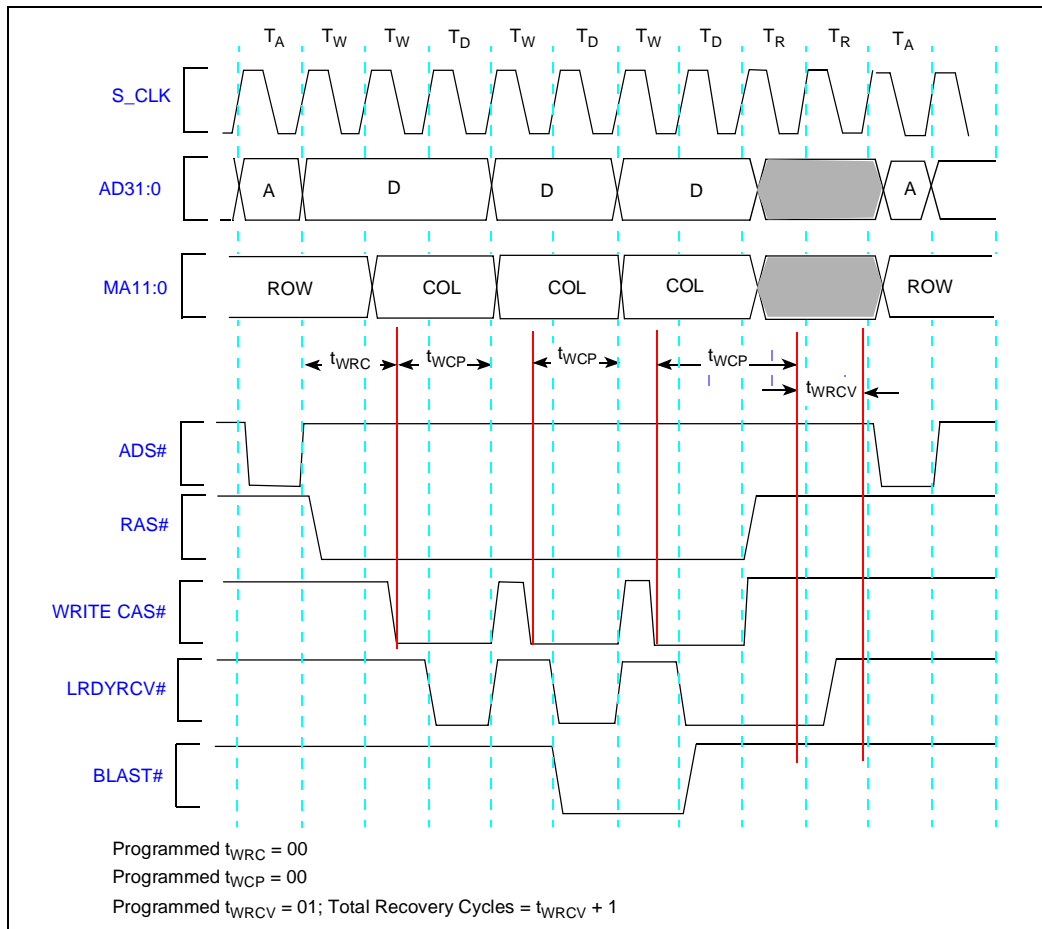 TA TW TW TD TW TD TW TD TR TR TA
S_CLK
AD31:0 A D D D A
MA11:0 ROW COL COL COL ROW
tWRC tWCP tWCP tWCP
tWRCV
ADS#
RAS#
WRITE CAS#
LRDYRCV#
BLAST#
Programmed tWRC = 00
Programmed tWCP = 00
Programmed tWRCV = 01; Total Recovery Cycles = tWRCV + 1